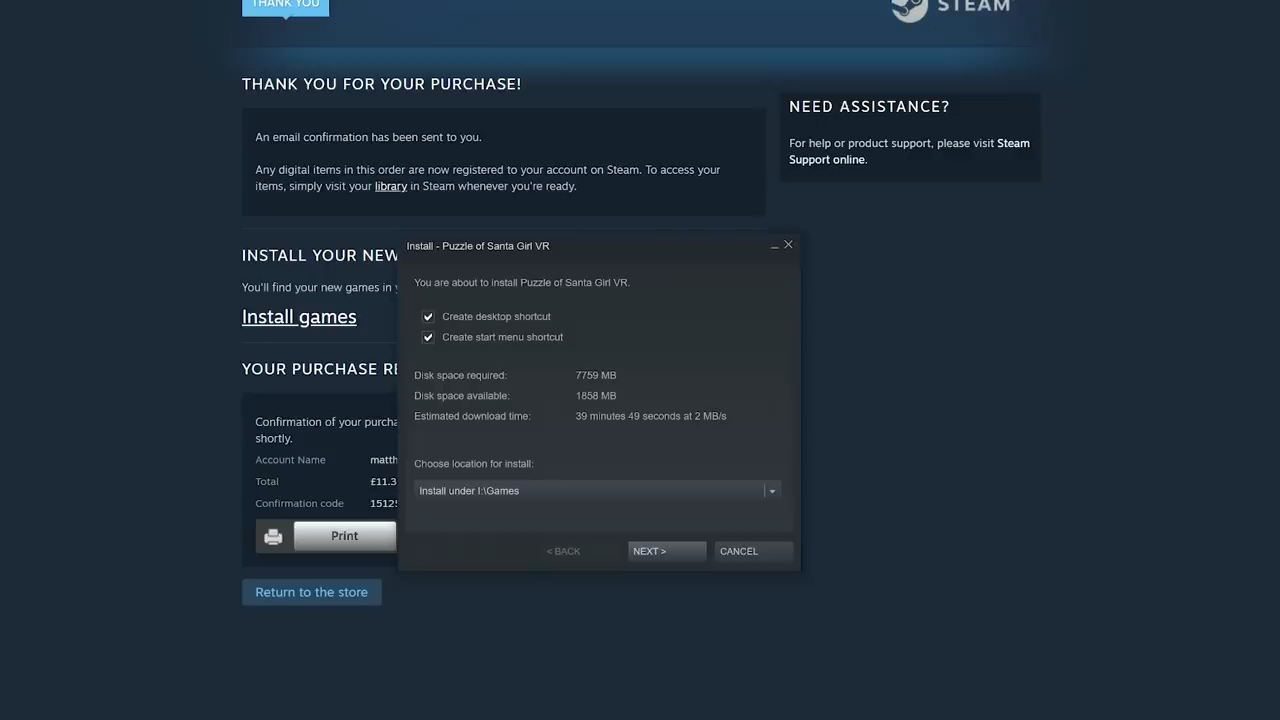 THANK YOU
STEAM
THANK YOU FOR YOUR PURCHASE!
An email confirmation has been sent to you.
Any digital items in this order are now registered to your account on Steam. To access your
items, simply visit your library in Steam whenever you're ready.
NEED ASSISTANCE?
For help or product support, please visit Steam
Support online.
INSTALL YOUR NEW
You'll find your new games in
Install games
YOUR PURCHASE
Confirmation of your
shortly.
Account Name matth
Total £11.3
Confirmation code 1512
Print
Return to the store
Install - Puzzle of Santa Girl VR
You are about to install Puzzle of Santa Girl VR.
Create desktop shortcut
Create start menu shortcut
Disk space required: 7759 MB
Disk space available: 1858 MB
Estimated download time: 39 minutes 49 seconds at 2 MB/s
Choose location for install:
Install under I:\Games
< BACK
NEXT >
CANCEL